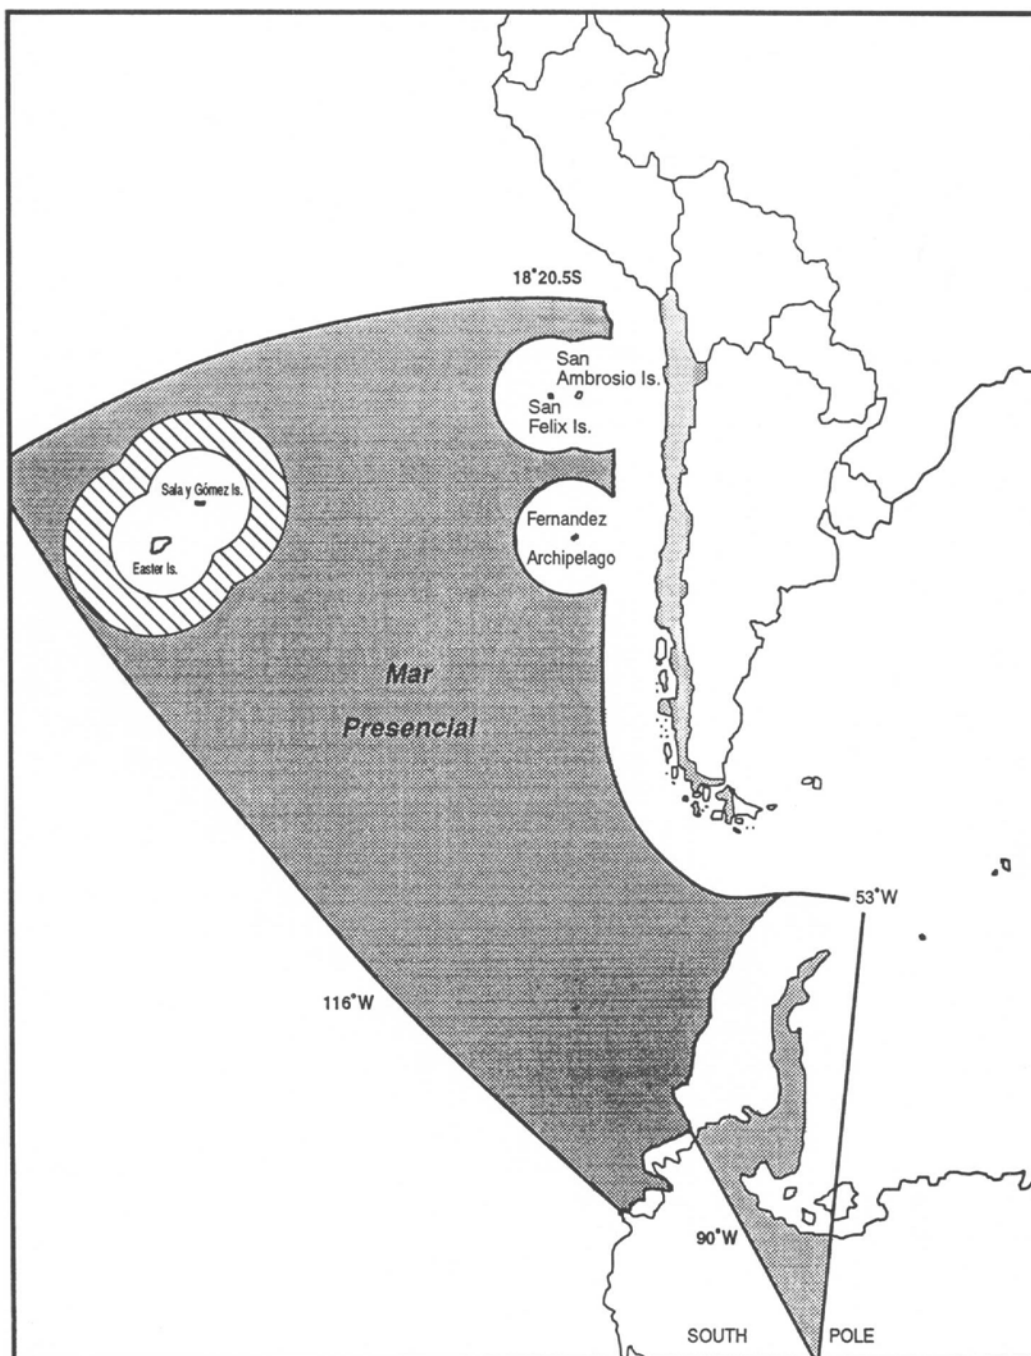 18°20.5S
San
Ambrosio Is.
San
Felix Is.
Sala y Gómez Is.
Easter Is.
Fernandez
Archipelago
Mar
Presencial
53°W
116°W
90°W
SOUTH POLE